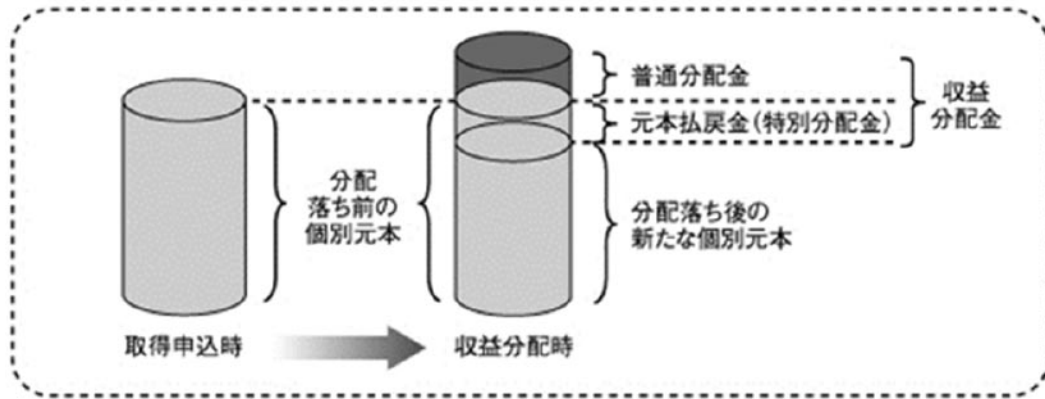 普通分配金
収益
分配金
元本払戻金(特別分配金)
分配
落ち前の
個別元本
分配落ち後の
新たな個別元本
取得申込時
収益分配時